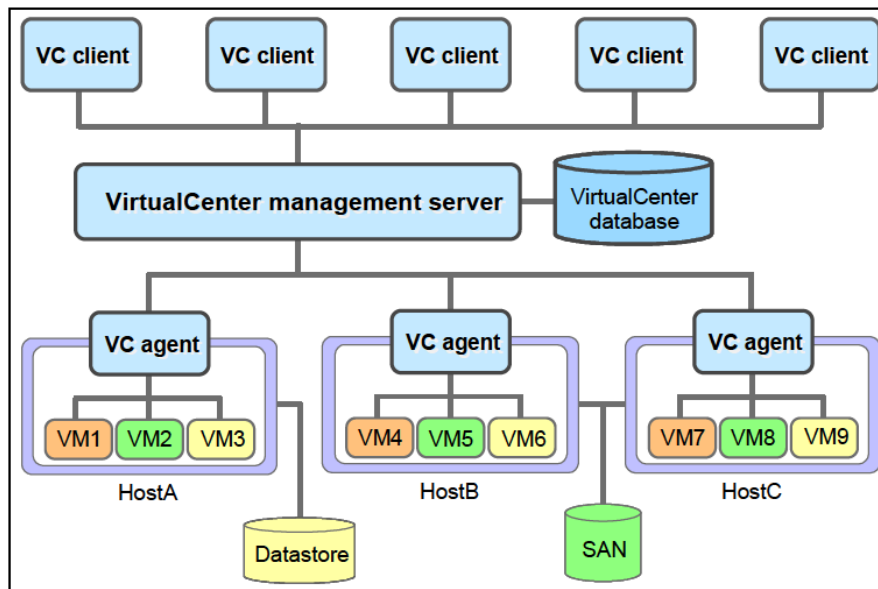 VC client
VC client
VC client
VC client
VC client
VirtualCenter management server
VirtualCenter
database
VC agent
VC agent
VC agent
VM1
VM2
VM3
VM4
VM5
VM6
VM7
VM8
VM9
HostA
HostB
HostC
Datastore
SAN